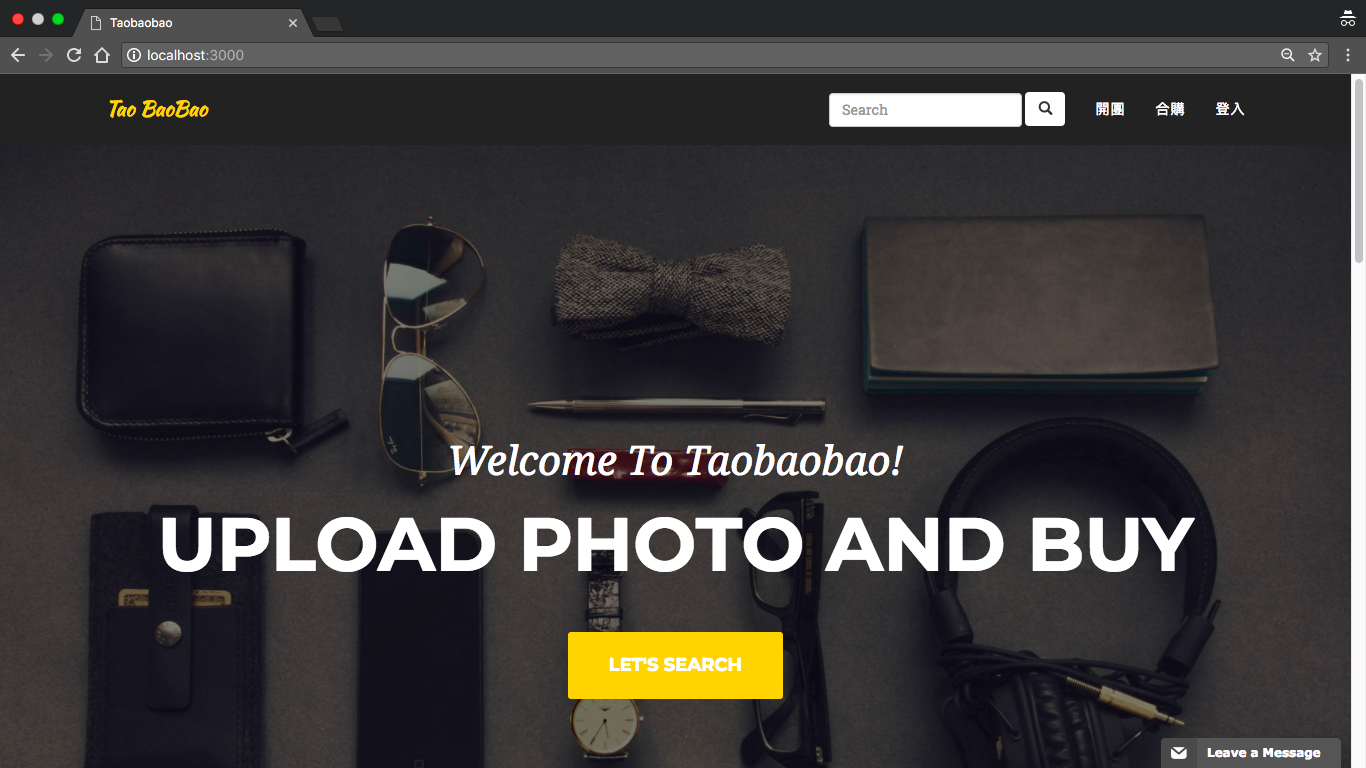 Taobaobao
localhost:3000
Tao BaoBao
Search
開團
合購
登入
Welcome To Taobaobao!
UPLOAD PHOTO AND BUY
LET'S SEARCH
Leave a Message